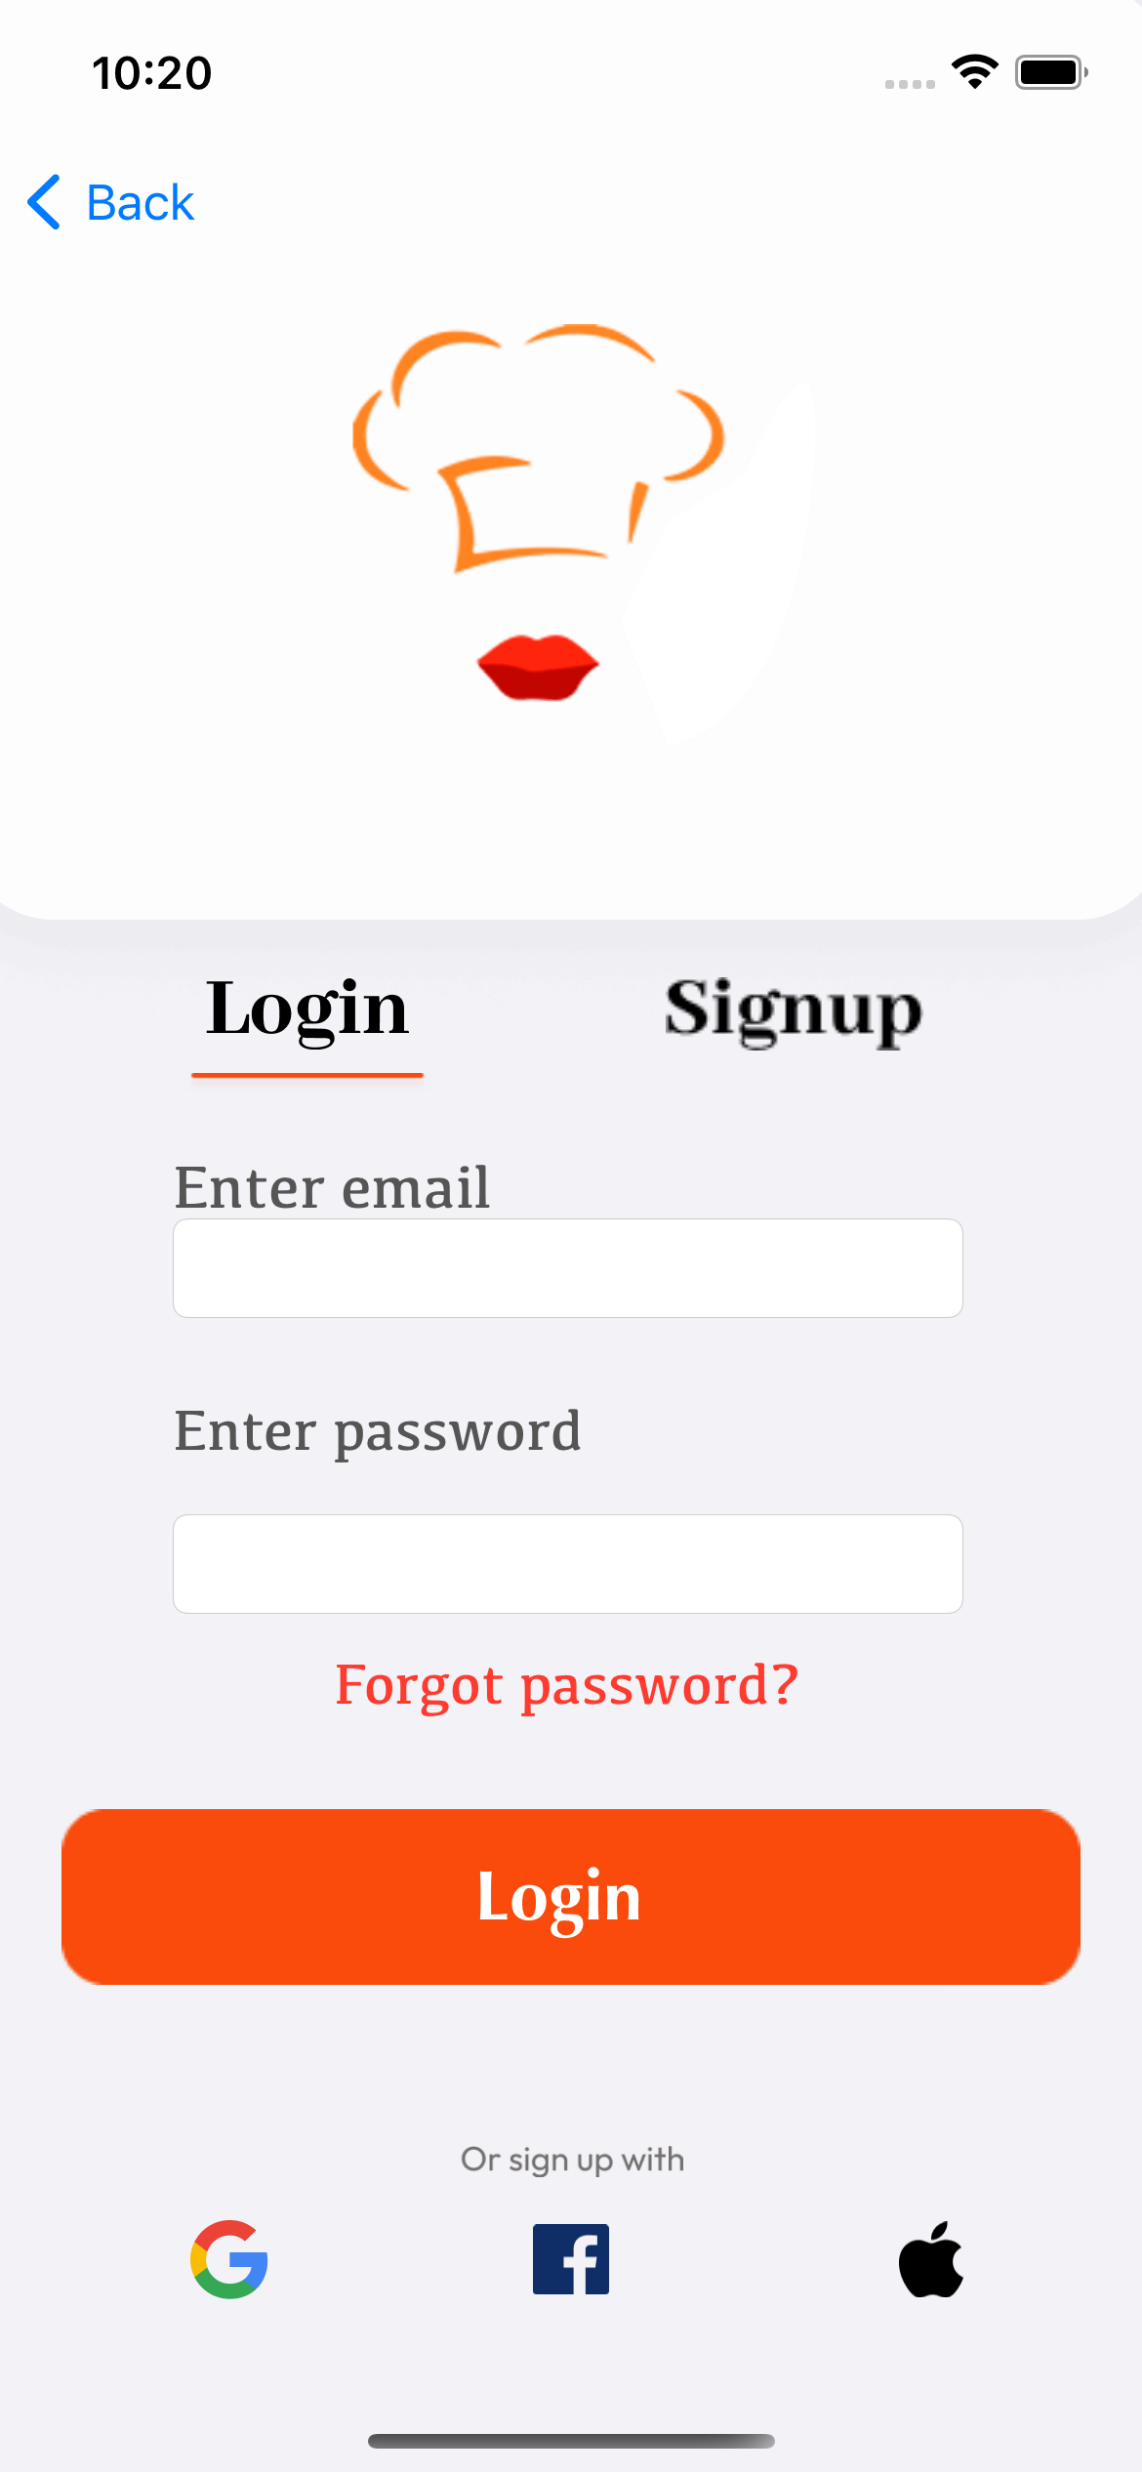 10:20
Back
Login
Signup
Enter email
Enter password
Forgot password?
Login
Or sign up with